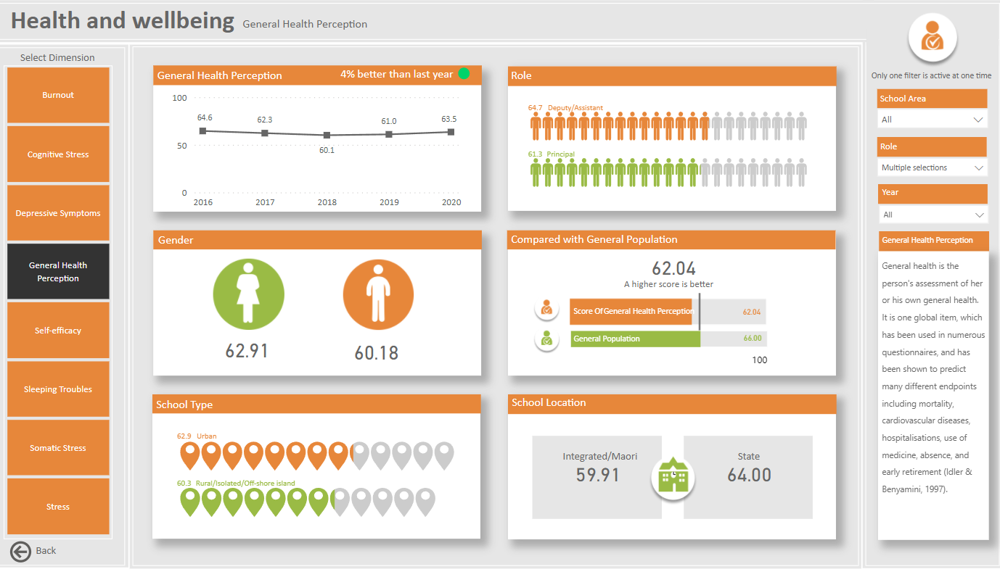 Health and wellbeing General Health Perception
Select Dimension
Burnout
Cognitive Stress
Depressive Symptoms
General Health
Perception
Self-efficacy
Sleeping Troubles
Somatic Stress
Stress
Back
General Health Perception 4% better than last year
100
50
0
64.6
62.3
60.1
61.0
63.5
2016 2017 2018 2019 2020
Role
64.7 Deputy/Assistant
61.3 Principal
Gender
62.91
60.18
Compared with General Population
62.04
A higher score is better
Score Of General Health Perception 62.04
General Population 66.00
100
School Type
62.9 Urban
60.3 Rural/Isolated/Off-shore island
School Location
Integrated/Maori
59.91
State
64.00
Only one filter is active at one time
School Area
All
Role
Multiple selections
Year
All
General Health Perception
General health is the
person's assessment of her
or his own general health.
It is one global item, which
has been used in numerous
questionnaires, and has
been shown to predict
many different endpoints
including mortality,
cardiovascular diseases,
hospitalisations, use of
medicine, absence, and
early retirement (Idler &
Benyamini, 1997).